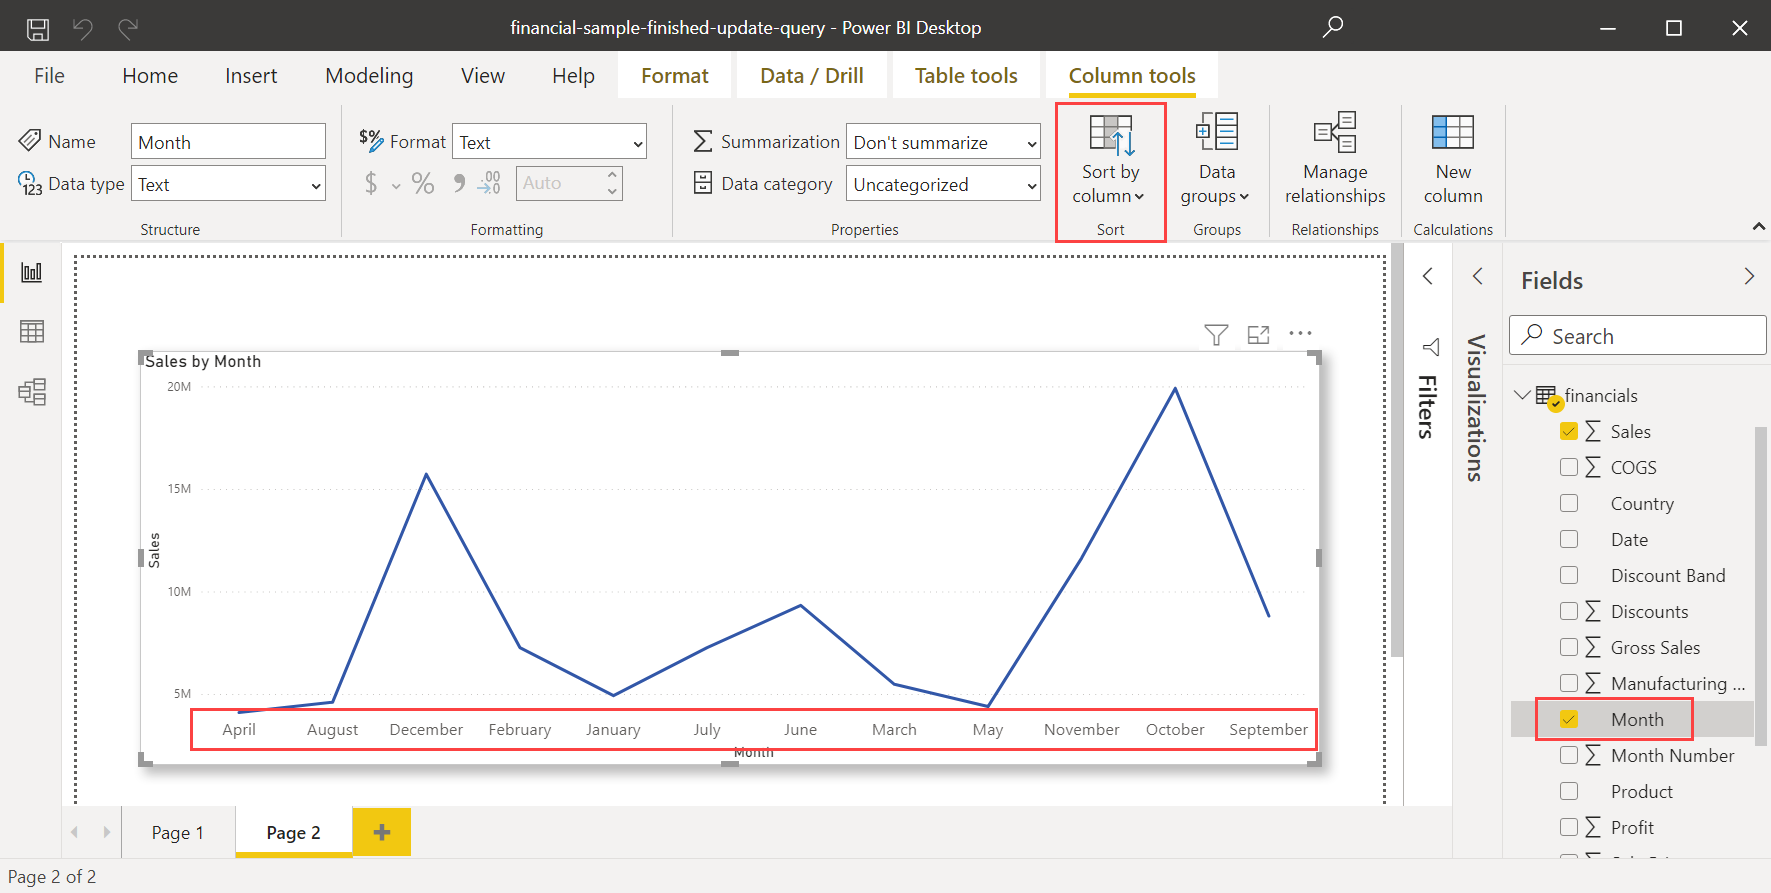 financial-sample-finished-update-query - Power BI Desktop
File Home Insert Modeling View Help Format Data / Drill Table tools Column tools
Name Month
Data type Text
Structure
$% Format Text
$ % 9 .00 Auto
Formatting
Summarization Don't summarize
Data category Uncategorized
Properties
Sort by
column
Sort
Data
groups
Groups
Manage
relationships
Relationships
New
column
Calculations
Sales by Month
20M
15M
10M
5M
Sales
April August December February January July June March May November October September
Month
Filters
Visualizations
Fields
Search
financials
Sales
COGS
Country
Date
Discount Band
Discounts
Gross Sales
Manufacturing ...
Month
Month Number
Product
Profit
Page 1 Page 2 +
Page 2 of 2